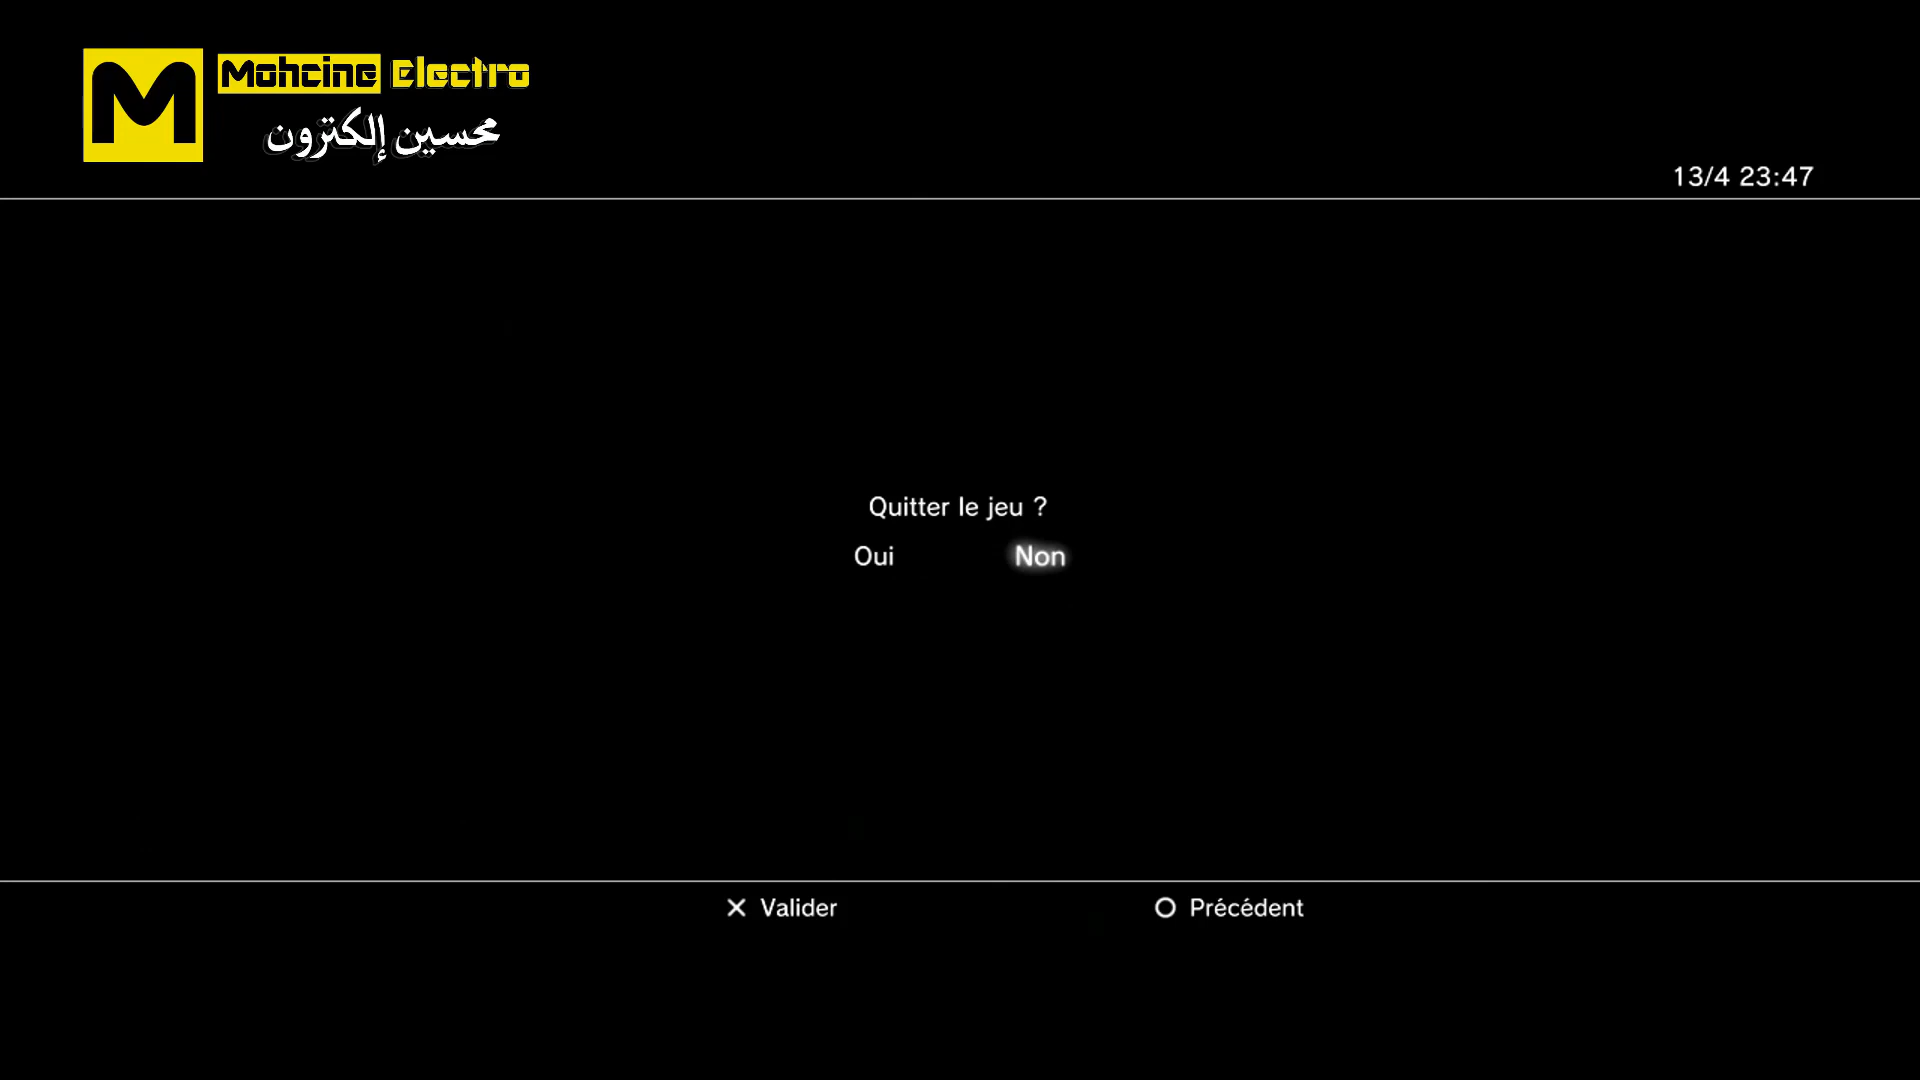 M
Mohcine Electro
محسين إلكترون
13/4 23:47
Quitter le jeu ?
Oui Non
Valider Précédent